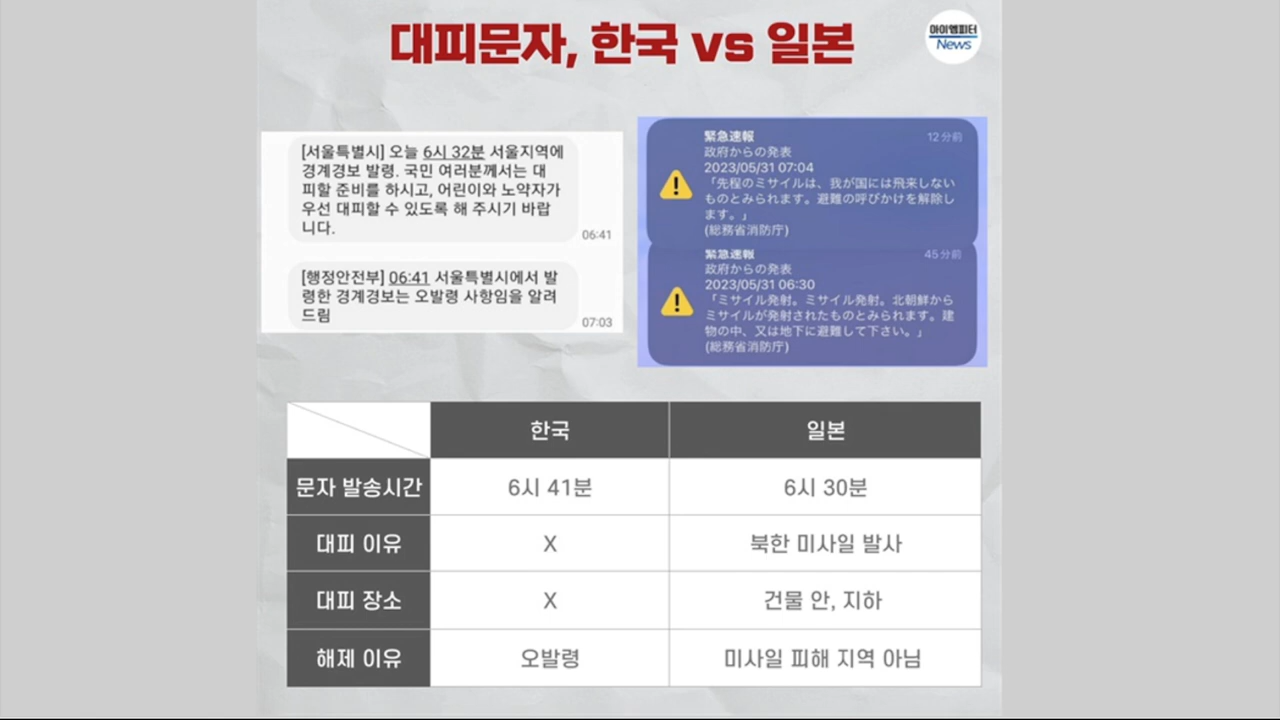 대피문자, 한국 vs 일본
아이엠피터
News
[서울특별시] 오늘 6시 32분 서울지역에
경계경보 발령. 국민 여러분께서는 대
피할 준비를 하시고, 어린이와 노약자가
우선 대피할 수 있도록 해 주시기 바랍
니다.
06:41
[행정안전부] 06:41 서울특별시에서 발
령한 경계경보는 오발령 사항임을 알려
드림
07:03
緊急速報
12分前
政府からの発表
2023/05/31 07:04
「先程のミサイルは、我が国には飛来しない
ものとみられます。避難の呼びかけを解除し
ます。」
(総務省消防庁)
緊急速報
45分前
政府からの発表
2023/05/31 06:30
「ミサイル発射。ミサイル発射。北朝鮮から
ミサイルが発射されたものとみられます。建
物の中、又は地下に避難して下さい。」
(総務省消防庁)
한국 일본
문자 발송시간 6시 41분 6시 30분
대피 이유 X 북한 미사일 발사
대피 장소 X 건물 안, 지하
해제 이유 오발령 미사일 피해 지역 아님